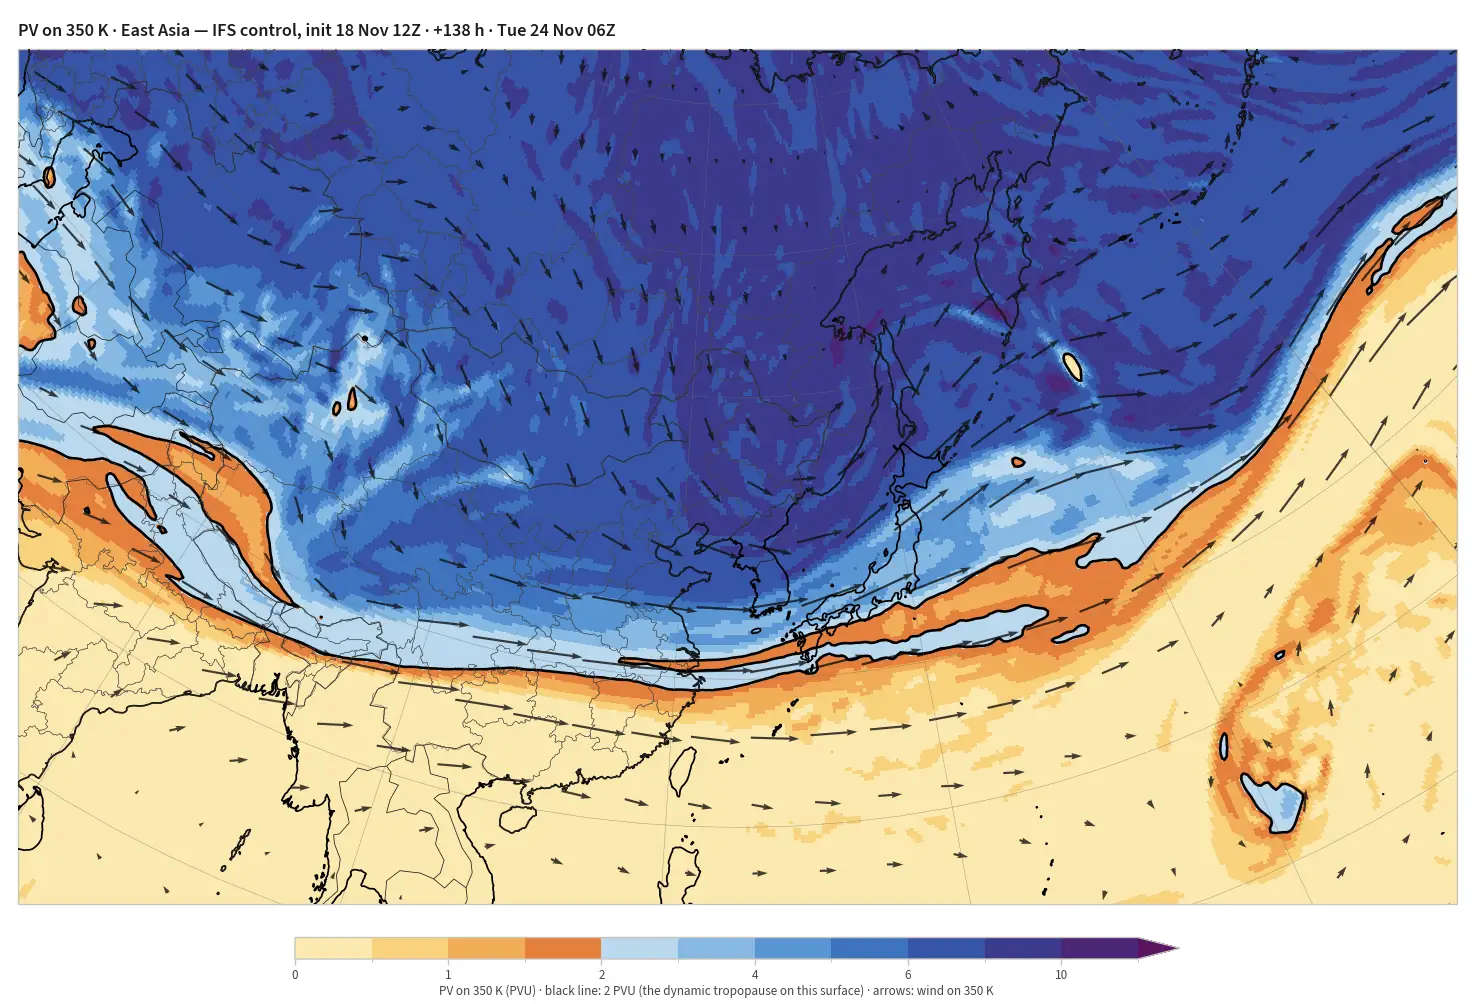 PV on 350 K · East Asia — IFS control, init 18 Nov 12Z · +138 h · Tue 24 Nov 06Z
0 1 2 4 6 10
PV on 350 K (PVU) · black line: 2 PVU (the dynamic tropopause on this surface) · arrows: wind on 350 K